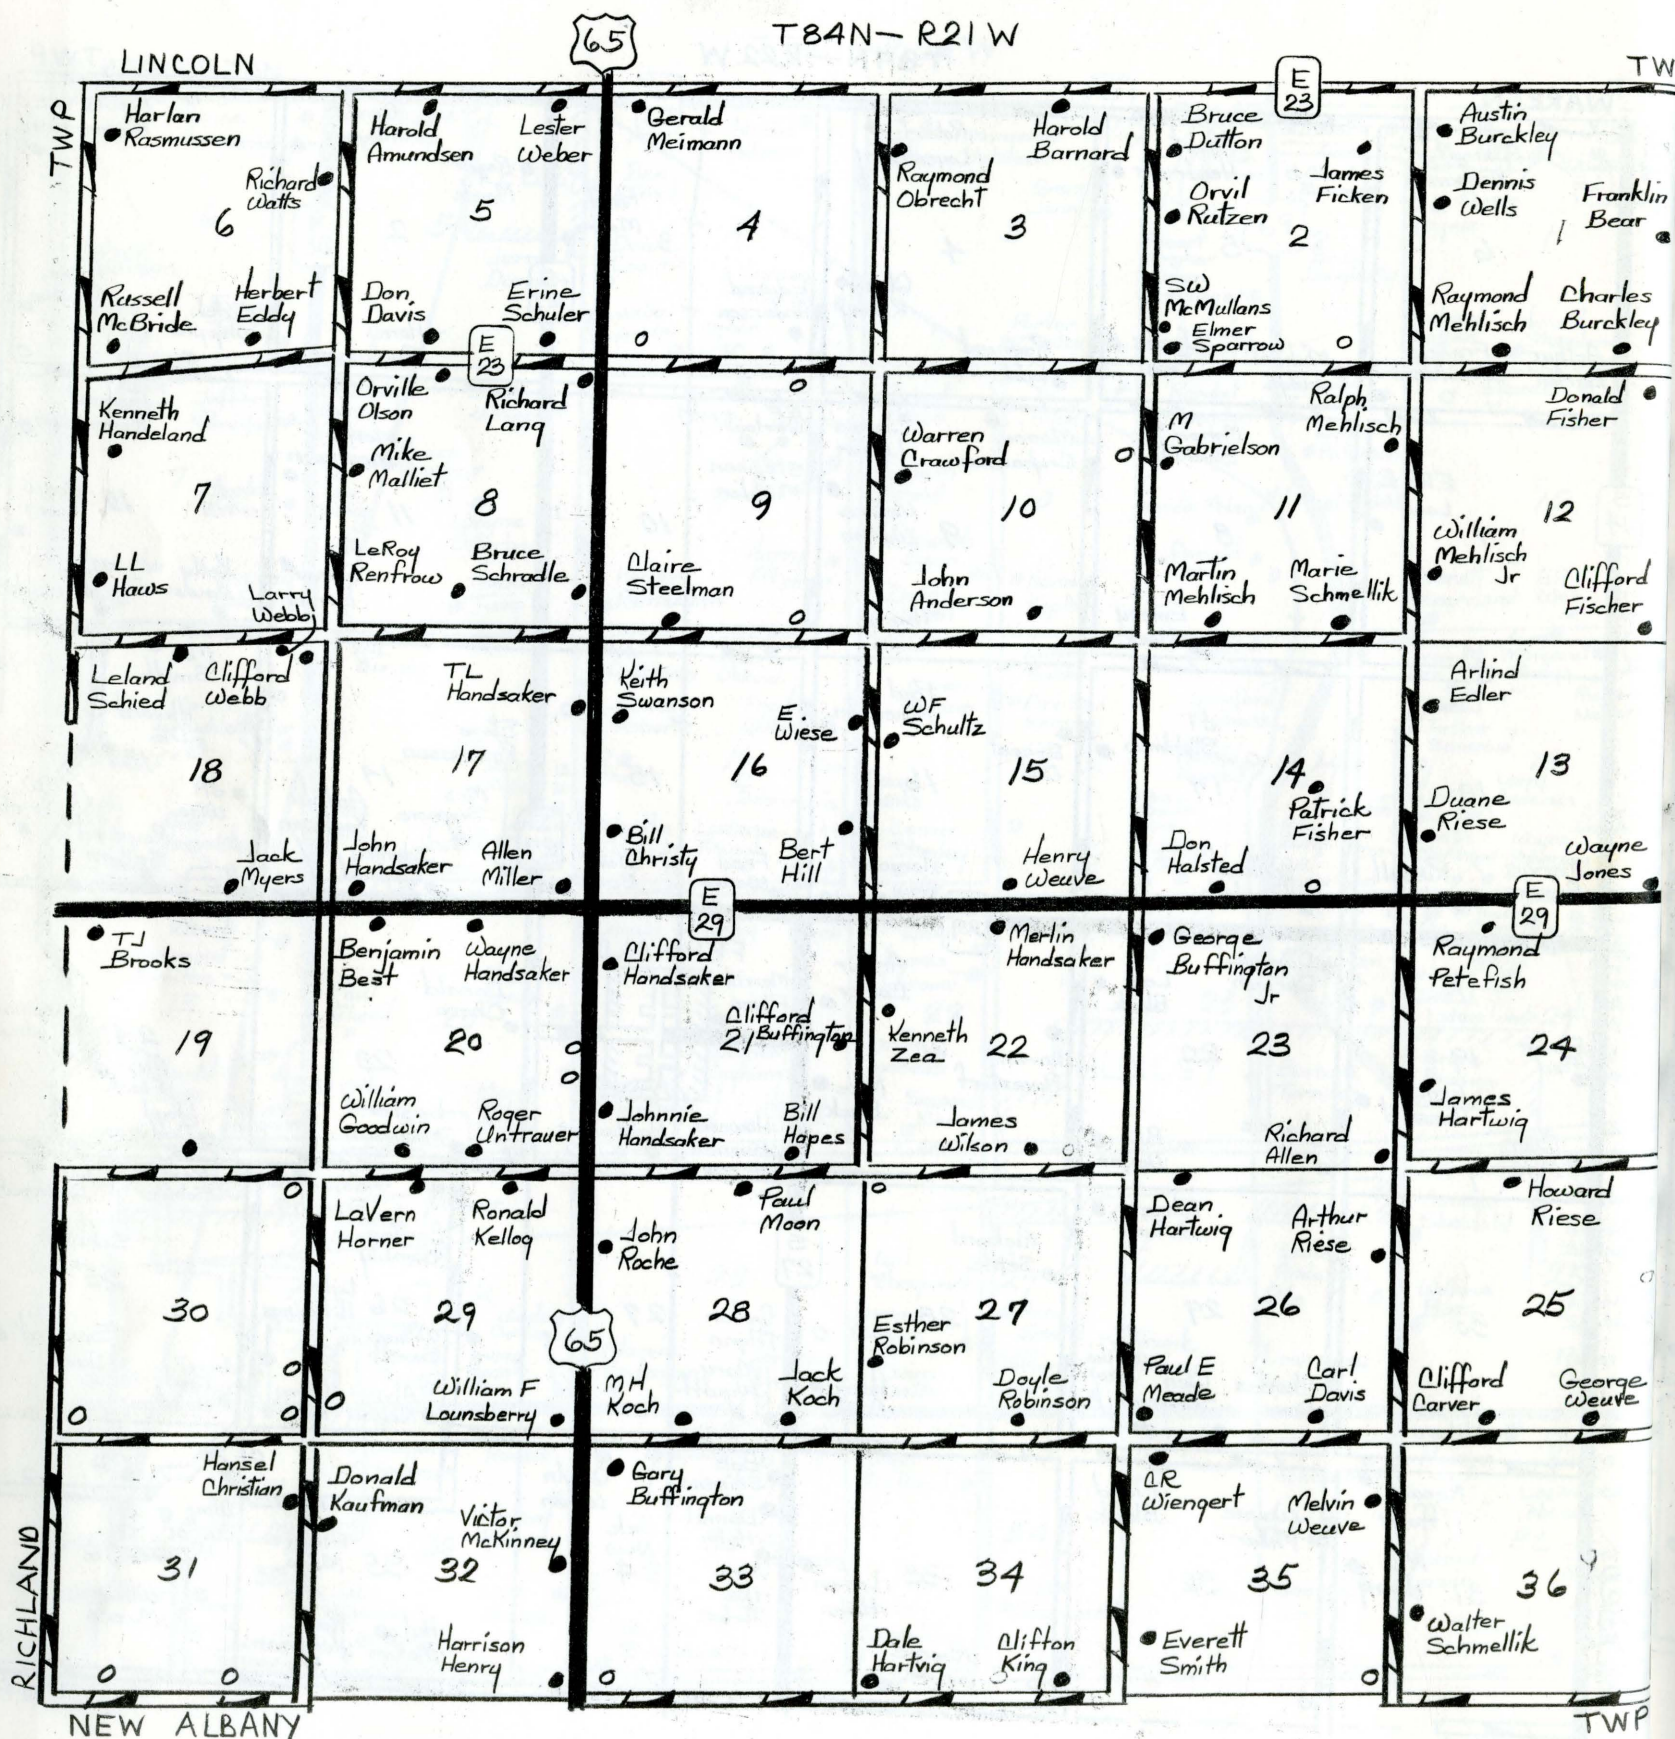 T84N-R21W
65
LINCOLN
TW
TWP
E
23
Harlan
Rasmussen
Richard
Watts
6
Russell
McBride
Herbert
Eddy
Harold
Amundsen
Lester
Weber
5
Don
Davis
Erine
Schuler
E
23
Gerald
Meimann
4
Raymond
Obrecht
Harold
Barnard
3
Bruce
Dutton
James
Ficken
Orvil
Rutzen
2
SW
McMullans
Elmer
Sparrow
Austin
Burckley
Dennis
Wells
Franklin
Bear
1
Raymond
Mehlisch
Charles
Burckley
Kenneth
Handeland
7
LL
Haws
Larry
Webb
Orville
Olson
Richard
Lang
Mike
Malliet
8
LeRoy
Renfrow
Bruce
Schradle
9
Claire
Steelman
Warren
Crawford
10
John
Anderson
M
Gabrielson
Ralph
Mehlisch
11
Martin
Mehlisch
Marie
Schmellik
Donald
Fisher
12
William
Mehlisch
Jr
Clifford
Fischer
Leland
Schied
Clifford
Webb
18
Jack
Myers
TL
Handsaker
17
John
Handsaker
Allen
Miller
Keith
Swanson
E.
Wiese
16
Bill
Christy
Bert
Hill
WF
Schultz
15
Henry
Weuve
14
Patrick
Fisher
Don
Halsted
Arlind
Edler
13
Duane
Riese
Wayne
Jones
E
29
E
29
TJ
Brooks
19
Benjamin
Best
Wayne
Handsaker
20
William
Goodwin
Roger
Untrauer
Clifford
Handsaker
Clifford
Buffington
21
Johnnie
Handsaker
Bill
Hapes
Merlin
Handsaker
Kenneth
Zea
22
James
Wilson
George
Buffington
Jr
23
Richard
Allen
Raymond
Petefish
24
James
Hartwig
30
LaVern
Horner
Ronald
Kellog
29
65
William F
Lounsberry
Paul
Moon
John
Roche
28
MH
Koch
Jack
Koch
27
Esther
Robinson
Doyle
Robinson
Dean
Hartwig
Arthur
Riese
26
Paul E
Meade
Carl
Davis
Howard
Riese
25
Clifford
Carver
George
Weuve
Hansel
Christian
31
Donald
Kaufman
Victor
McKinney
32
Harrison
Henry
Gary
Buffington
33
34
Dale
Hartvig
Clifton
King
CR
Wiengert
Melvin
Weuve
35
Everett
Smith
36
Walter
Schmellik
RICHLAND
NEW ALBANY
TWP